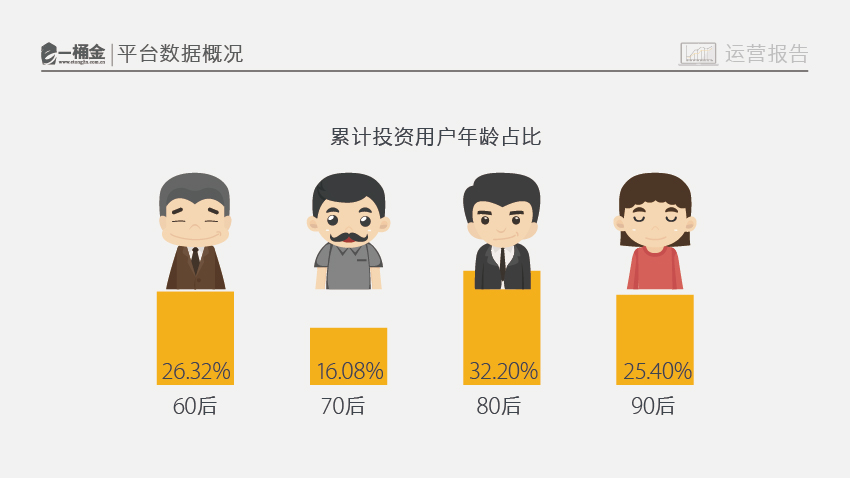 一桶金 平台数据概况
运营报告
累计投资用户年龄占比
26.32% 16.08% 32.20% 25.40%
60后 70后 80后 90后